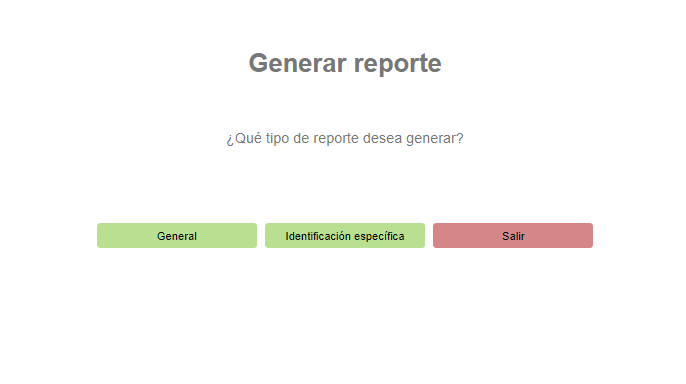 Generar reporte
¿Qué tipo de reporte desea generar?
General
Identificación específica
Salir